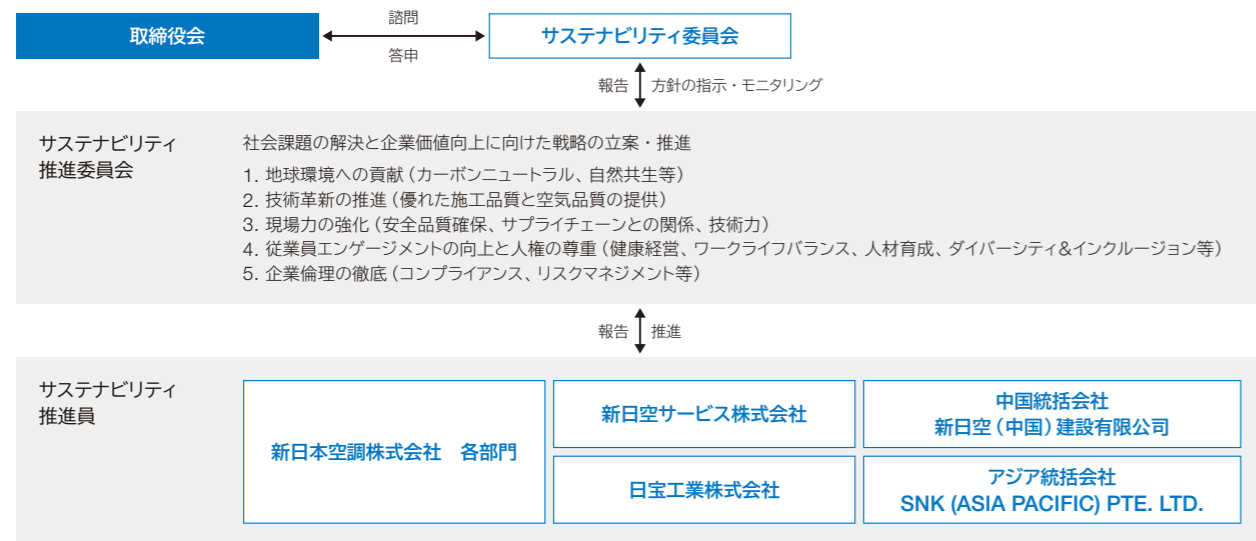 取締役会
諮問
答申
サステナビリティ委員会
報告
方針の指示・モニタリング
サステナビリティ
推進委員会
社会課題の解決と企業価値向上に向けた戦略の立案・推進
1. 地球環境への貢献（カーボンニュートラル、自然共生等）
2. 技術革新の推進（優れた施工品質と空気品質の提供）
3. 現場力の強化（安全品質確保、サプライチェーンとの関係、技術力）
4. 従業員エンゲージメントの向上と人権の尊重（健康経営、ワークライフバランス、人材育成、ダイバーシティ&インクルージョン等）
5. 企業倫理の徹底（コンプライアンス、リスクマネジメント等）
報告
推進
サステナビリティ
推進員
新日本空調株式会社　各部門
新日空サービス株式会社
日宝工業株式会社
中国統括会社
新日空（中国）建設有限公司
アジア統括会社
SNK (ASIA PACIFIC) PTE. LTD.